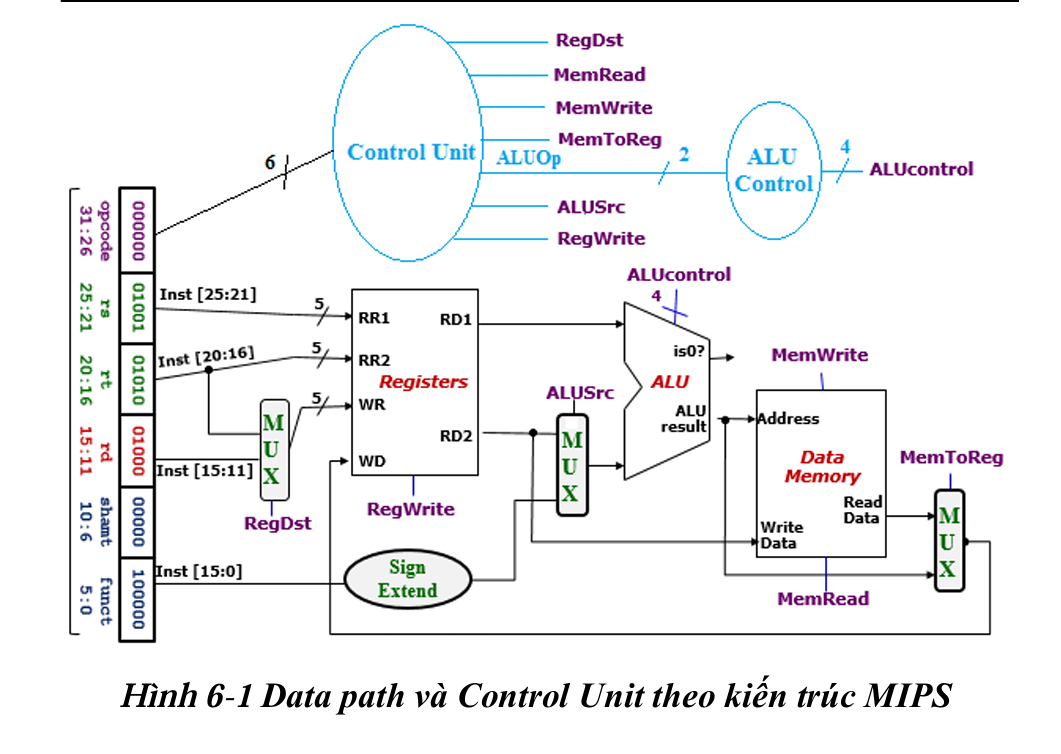 RegDst
MemRead
MemWrite
MemToReg
Control Unit
ALUOp
6
2
ALU
Control
4
ALUcontrol
ALUSrc
RegWrite
opcode
31:26
000000
rs
25:21
01001
rt
20:16
01010
rd
15:11
01000
shamt
10:6
00000
funct
5:0
100000
Inst [25:21]
5
Inst [20:16]
5
5
Inst [15:11]
Inst [15:0]
M
U
X
RegDst
RR1
RD1
RR2
Registers
WR
RD2
WD
RegWrite
Sign
Extend
ALUSrc
M
U
X
ALUcontrol
4
is0?
ALU
ALU
result
MemWrite
Address
Data
Memory
Read
Data
Write
Data
MemRead
MemToReg
M
U
X
Hình 6-1 Data path và Control Unit theo kiến trúc MIPS